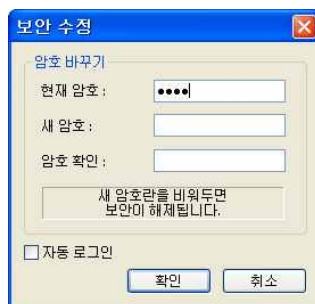 보안 수정
암호 바꾸기
현재 암호 : ••••
새 암호 :
암호 확인 :
새 암호란을 비워두면
보안이 해제됩니다.
자동 로그인
확인 취소